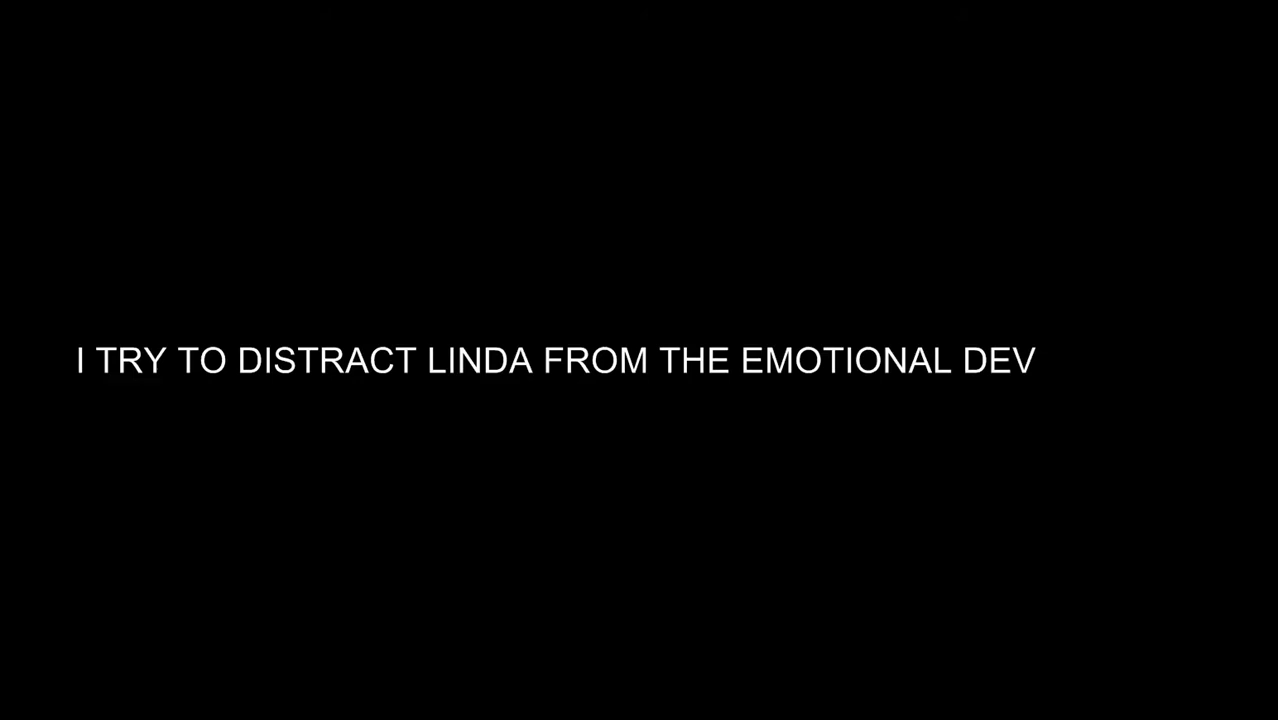 I TRY TO DISTRACT LINDA FROM THE EMOTIONAL DEV